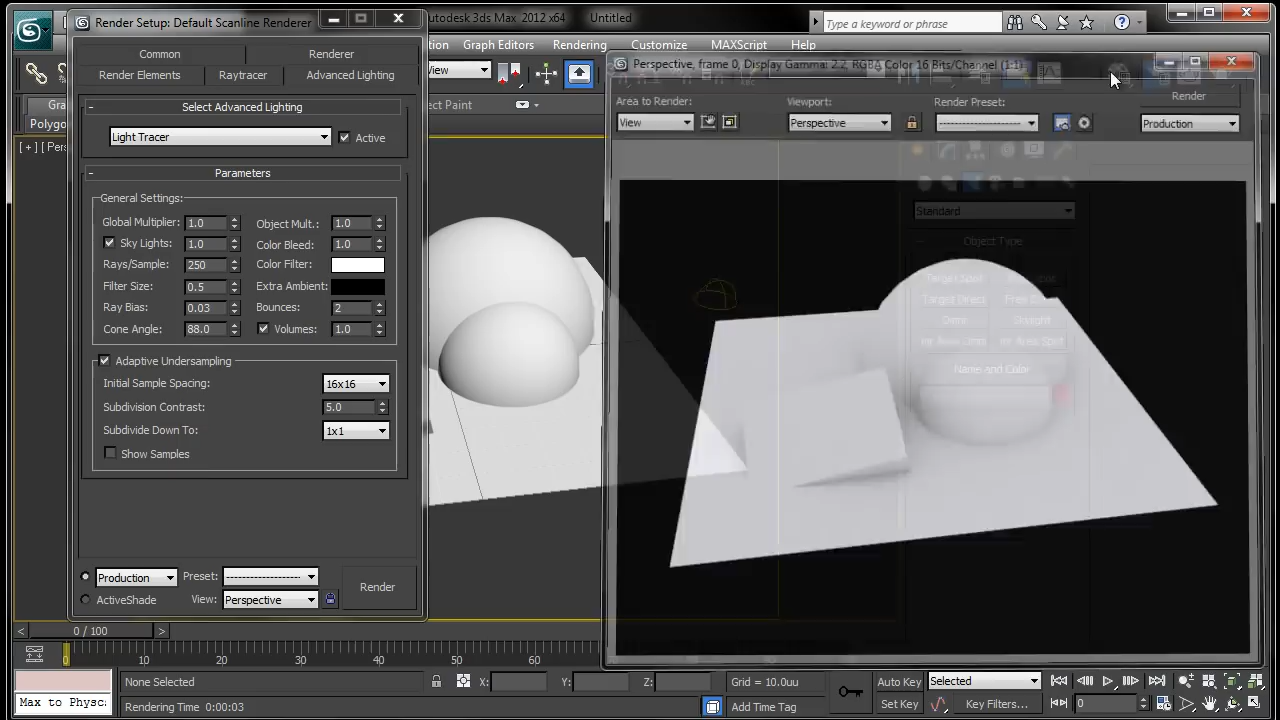 Render Setup: Default Scanline Renderer
Autodesk 3ds Max 2012 x64
Untitled
Type a keyword or phrase
Graph Editors
Rendering
Customize
MAXScript
Help
Common
Renderer
Render Elements
Raytracer
Advanced Lighting
View
Perspective, frame 0, Display Gamma: 2.2, RGBA Color 16 Bits/Channel (1:1)
Select Advanced Lighting
Light Tracer
Active
Area to Render:
View
Viewport:
Perspective
Render Preset:
Render
Production
Polygo
[ + ] [ Pers
Parameters
General Settings:
Global Multiplier: 1.0
Object Mult.: 1.0
Sky Lights: 1.0
Color Bleed: 1.0
Rays/Sample: 250
Color Filter:
Filter Size: 0.5
Extra Ambient:
Ray Bias: 0.03
Bounces: 2
Cone Angle: 88.0
Volumes: 1.0
Adaptive Undersampling
Initial Sample Spacing: 16x16
Subdivision Contrast: 5.0
Subdivide Down To: 1x1
Show Samples
Standard
Object Type
Target Spot
Target Direct
Name and Color
Production
Preset:
Render
ActiveShade
View: Perspective
0 / 100
0 10 20 30 40 50 60
None Selected
X:
Y:
Z:
Grid = 10.0uu
Auto Key
Selected
Max to Physc
Rendering Time 0:00:03
Add Time Tag
Set Key
Key Filters...
0